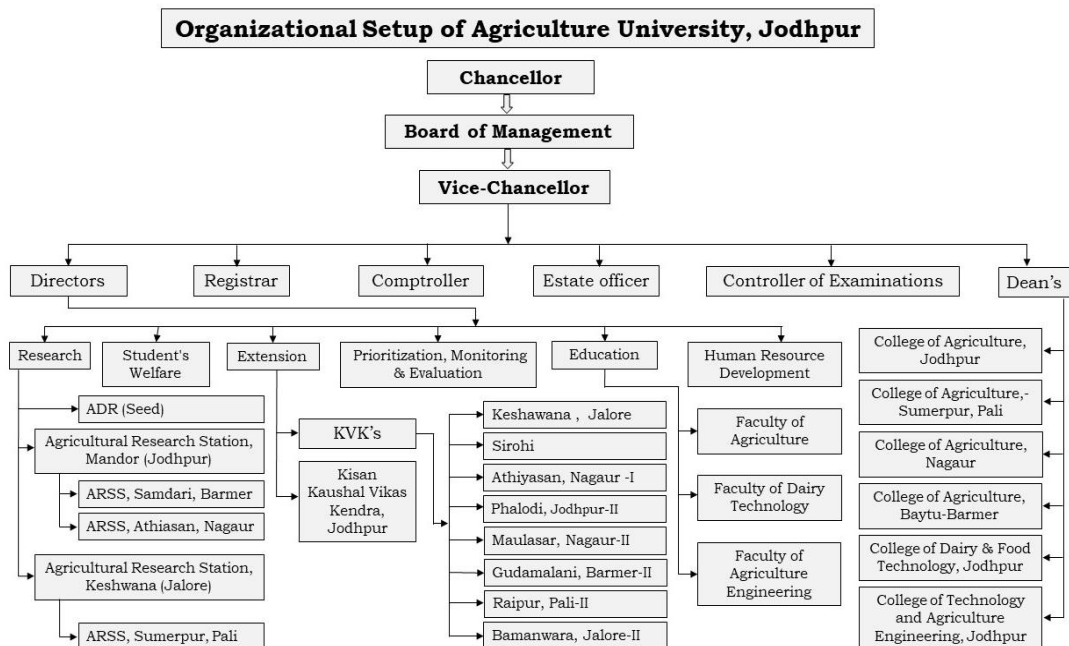 Organizational Setup of Agriculture University, Jodhpur
Chancellor
Board of Management
Vice-Chancellor
Directors
Registrar
Comptroller
Estate officer
Controller of Examinations
Dean's
Research
Student's
Welfare
Extension
Prioritization, Monitoring
& Evaluation
Education
Human Resource
Development
ADR (Seed)
Agricultural Research Station,
Mandor (Jodhpur)
ARSS, Samdari, Barmer
ARSS, Athiasan, Nagaur
Agricultural Research Station,
Keshwana (Jalore)
ARSS, Sumerpur, Pali
KVK's
Kisan
Kaushal Vikas
Kendra,
Jodhpur
Keshawana , Jalore
Sirohi
Athiyasan, Nagaur -I
Phalodi, Jodhpur-II
Maulasar, Nagaur-II
Gudamalani, Barmer-II
Raipur, Pali-II
Bamanwara, Jalore-II
Faculty of
Agriculture
Faculty of Dairy
Technology
Faculty of
Agriculture
Engineering
College of Agriculture,
Jodhpur
College of Agriculture,-
Sumerpur, Pali
College of Agriculture,
Nagaur
College of Agriculture,
Baytu-Barmer
College of Dairy & Food
Technology, Jodhpur
College of Technology
and Agriculture
Engineering, Jodhpur